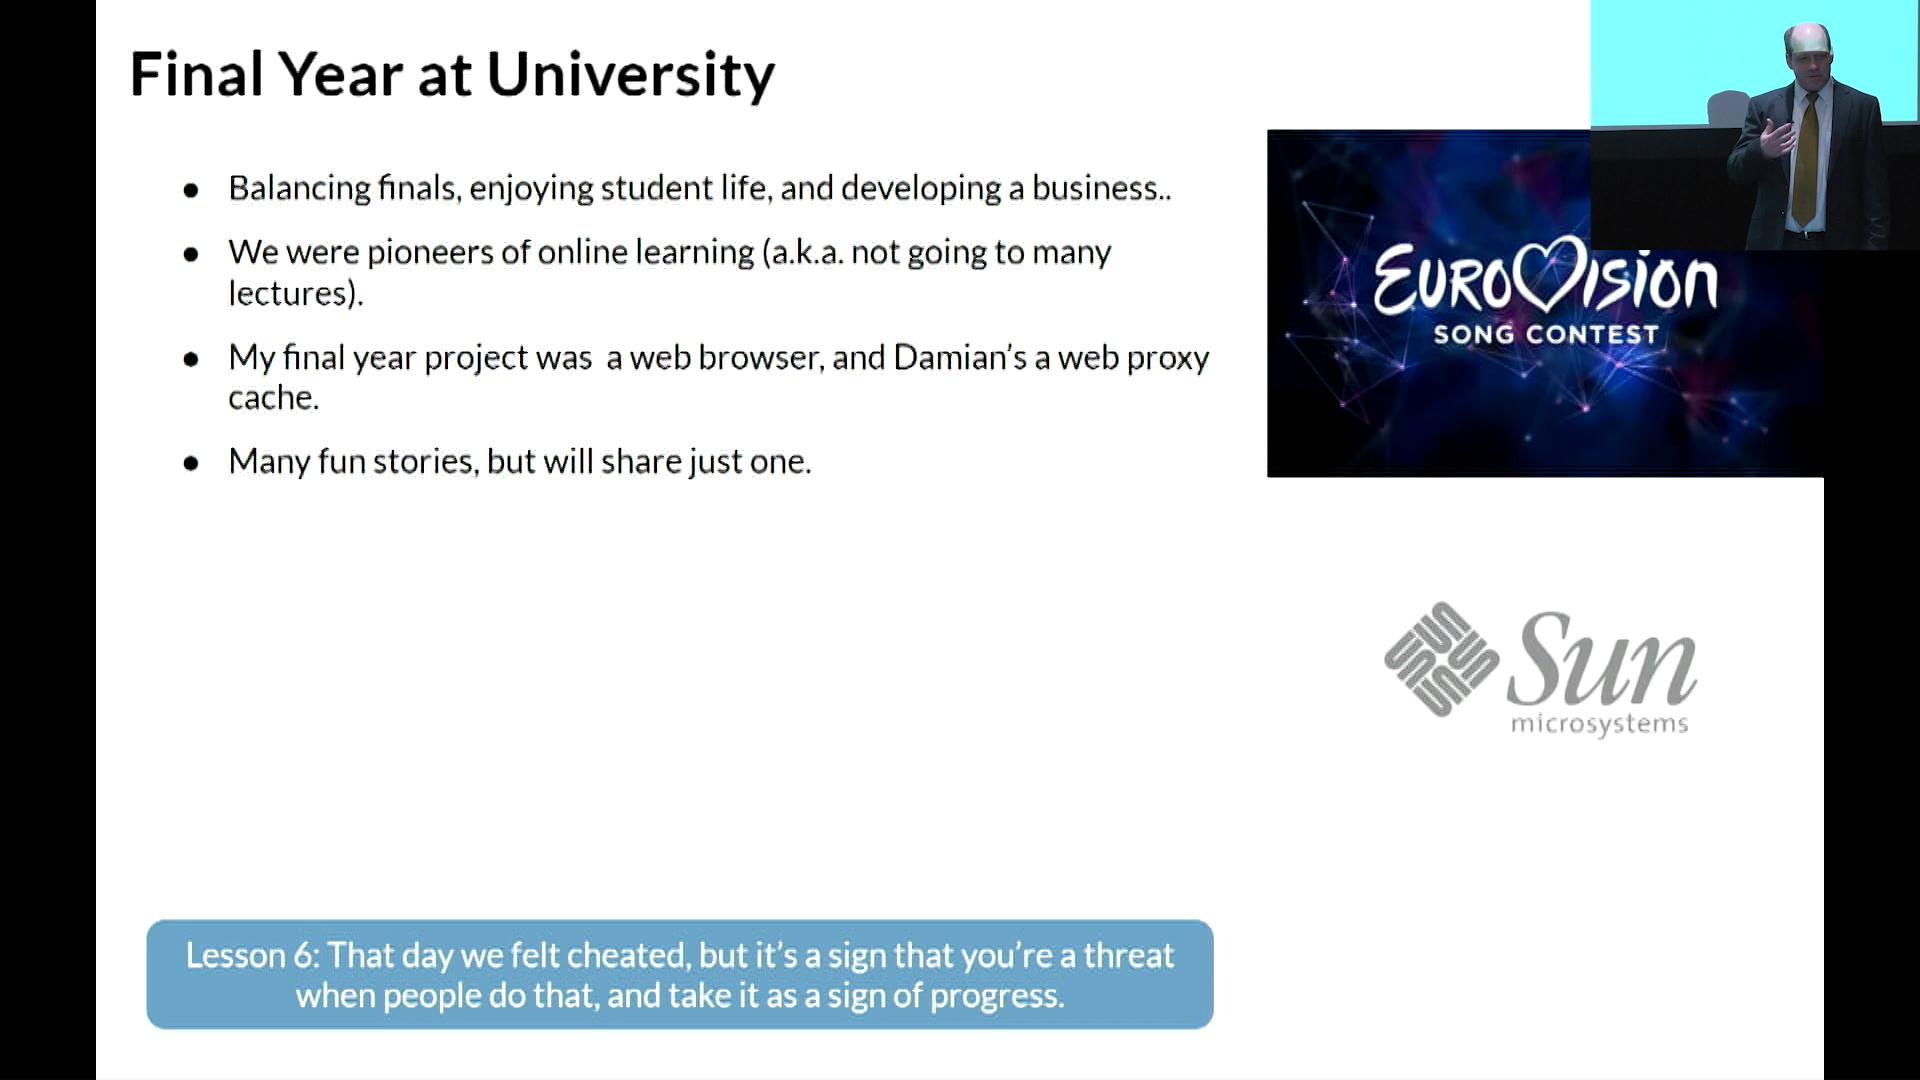 Final Year at University
● Balancing finals, enjoying student life, and developing a business..
● We were pioneers of online learning (a.k.a. not going to many
lectures).
● My final year project was a web browser, and Damian's a web proxy
cache.
● Many fun stories, but will share just one.
EUROVISION
SONG CONTEST
Sun
microsystems
Lesson 6: That day we felt cheated, but it's a sign that you're a threat
when people do that, and take it as a sign of progress.